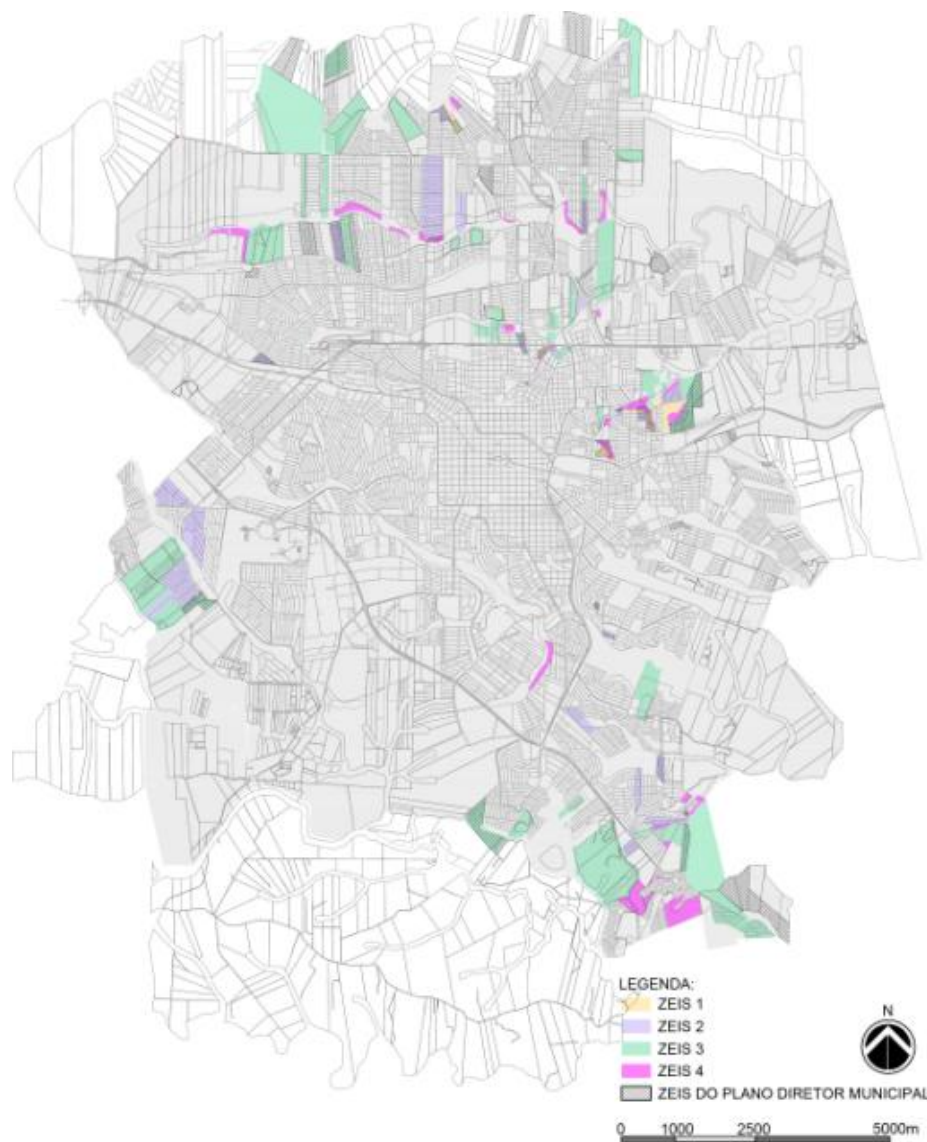 LEGENDA:
ZEIS 1
ZEIS 2
ZEIS 3
ZEIS 4
ZEIS DO PLANO DIRETOR MUNICIPAL
N
0 1000 2500 5000m